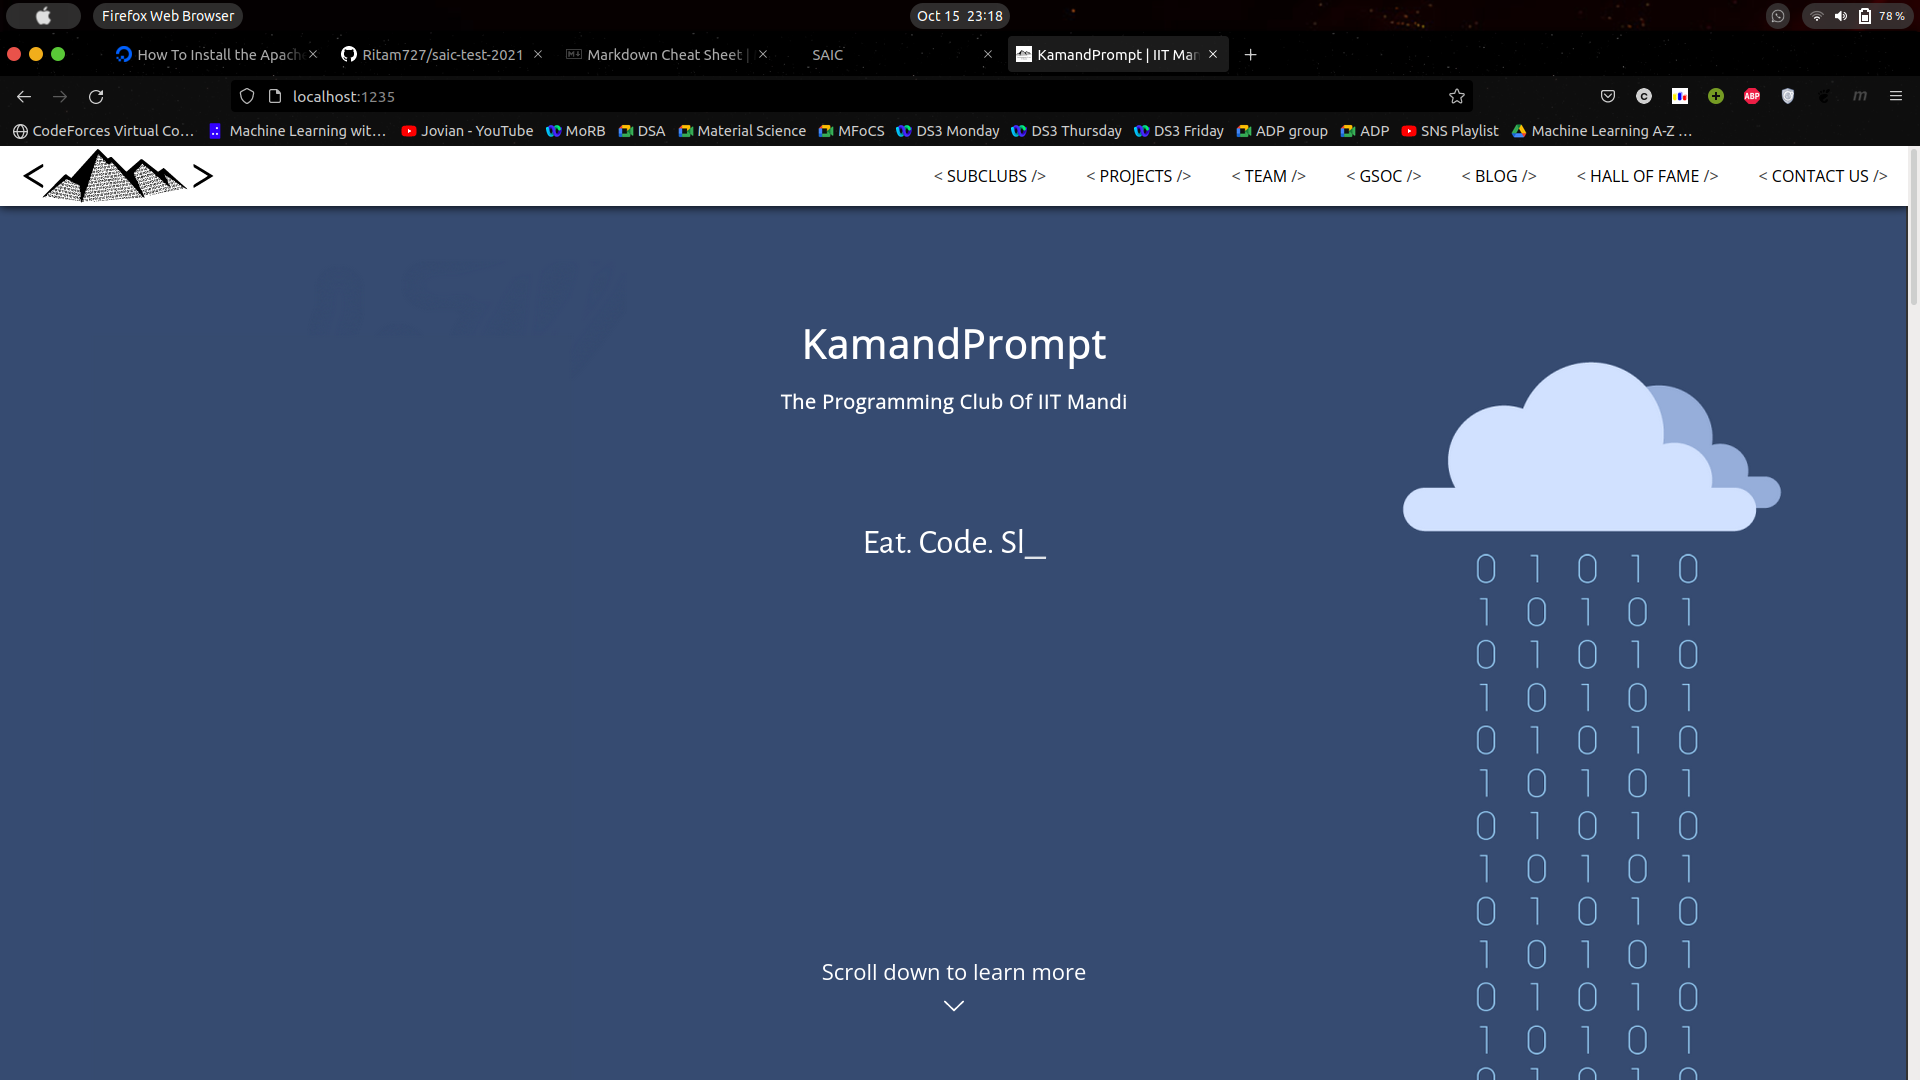 Firefox Web Browser
Oct 15 23:18
78 %
How To Install the Apach
Ritam727/saic-test-2021
Markdown Cheat Sheet |
SAIC
KamandPrompt | IIT Man
localhost:1235
CodeForces Virtual Co… Machine Learning wit… Jovian - YouTube MoRB DSA Material Science MFoCS DS3 Monday DS3 Thursday DS3 Friday ADP group ADP SNS Playlist Machine Learning A-Z …
< > < SUBCLUBS /> < PROJECTS /> < TEAM /> < GSOC /> < BLOG /> < HALL OF FAME /> < CONTACT US />
KamandPrompt
The Programming Club Of IIT Mandi
Eat. Code. Sl_
0 1 0 1 0
1 0 1 0 1
0 1 0 1 0
1 0 1 0 1
0 1 0 1 0
1 0 1 0 1
0 1 0 1 0
1 0 1 0 1
0 1 0 1 0
1 0 1 0 1
0 1 0 1 0
1 0 1 0 1
Scroll down to learn more